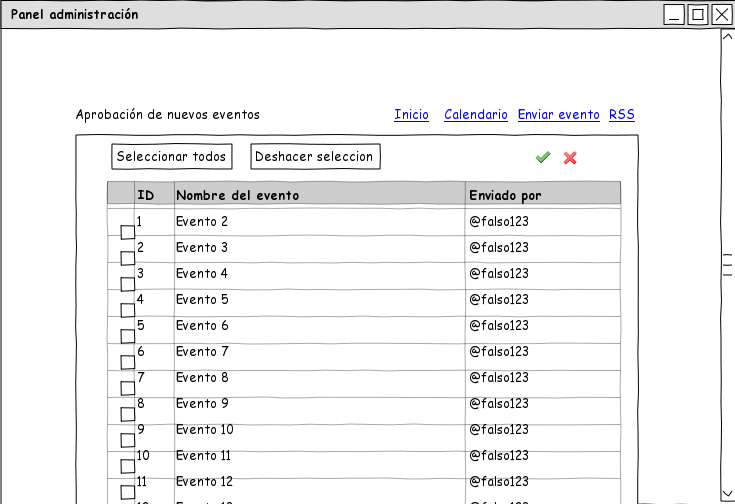 Panel administración
Aprobación de nuevos eventos Inicio Calendario Enviar evento RSS
Seleccionar todos Deshacer seleccion
ID Nombre del evento Enviado por
1 Evento 2 @falso123
2 Evento 3 @falso123
3 Evento 4 @falso123
4 Evento 5 @falso123
5 Evento 6 @falso123
6 Evento 7 @falso123
7 Evento 8 @falso123
8 Evento 9 @falso123
9 Evento 10 @falso123
10 Evento 11 @falso123
11 Evento 12 @falso123